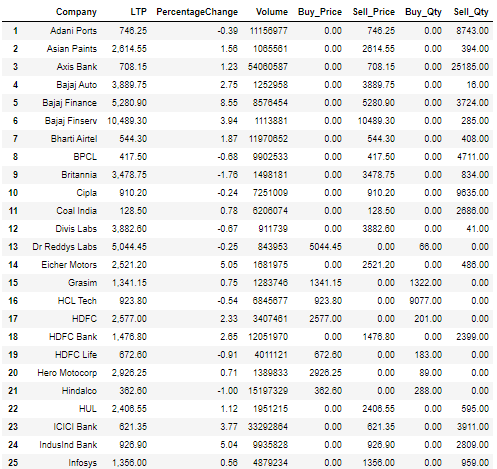 Company LTP PercentageChange Volume Buy_Price Sell_Price Buy_Qty Sell_Qty
1 Adani Ports 746.25 -0.39 11156977 0.00 746.25 0.00 8743.00
2 Asian Paints 2,614.55 1.56 1065561 0.00 2614.55 0.00 394.00
3 Axis Bank 708.15 1.23 54060587 0.00 708.15 0.00 25185.00
4 Bajaj Auto 3,889.75 2.75 1252958 0.00 3889.75 0.00 16.00
5 Bajaj Finance 5,280.90 8.55 8576454 0.00 5280.90 0.00 3724.00
6 Bajaj Finserv 10,489.30 3.94 1113881 0.00 10489.30 0.00 285.00
7 Bharti Airtel 544.30 1.87 11970652 0.00 544.30 0.00 408.00
8 BPCL 417.50 -0.68 9902533 0.00 417.50 0.00 4711.00
9 Britannia 3,478.75 -1.76 1498181 0.00 3478.75 0.00 834.00
10 Cipla 910.20 -0.24 7251009 0.00 910.20 0.00 9635.00
11 Coal India 128.50 0.78 6206074 0.00 128.50 0.00 2686.00
12 Divis Labs 3,882.60 -0.67 911739 0.00 3882.60 0.00 41.00
13 Dr Reddys Labs 5,044.45 -0.25 843953 5044.45 0.00 66.00 0.00
14 Eicher Motors 2,521.20 5.05 1681975 0.00 2521.20 0.00 486.00
15 Grasim 1,341.15 0.75 1283746 1341.15 0.00 1322.00 0.00
16 HCL Tech 923.80 -0.54 6845677 923.80 0.00 9077.00 0.00
17 HDFC 2,577.00 2.33 3407461 2577.00 0.00 201.00 0.00
18 HDFC Bank 1,476.80 2.65 12051970 0.00 1476.80 0.00 2399.00
19 HDFC Life 672.60 -0.91 4011121 672.60 0.00 183.00 0.00
20 Hero Motocorp 2,926.25 0.71 1389833 2926.25 0.00 89.00 0.00
21 Hindalco 362.60 -1.00 15197329 362.60 0.00 288.00 0.00
22 HUL 2,406.55 1.12 1951215 0.00 2406.55 0.00 595.00
23 ICICI Bank 621.35 3.77 33292864 0.00 621.35 0.00 3911.00
24 IndusInd Bank 926.90 5.04 9935828 0.00 926.90 0.00 2809.00
25 Infosys 1,356.00 0.56 4879234 0.00 1356.00 0.00 959.00